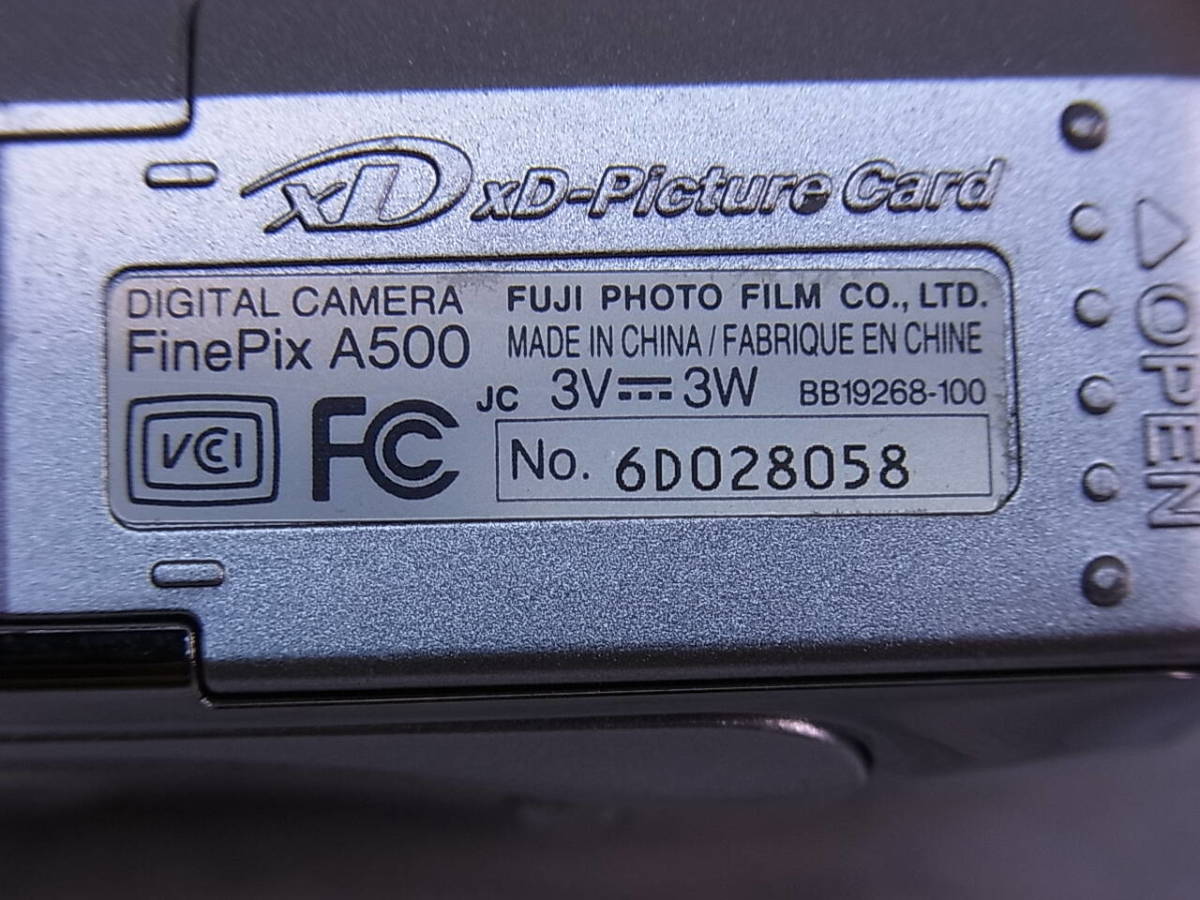 xD xD-Picture Card
DIGITAL CAMERA
FinePix A500
FUJI PHOTO FILM CO., LTD.
MADE IN CHINA / FABRIQUE EN CHINE
JC 3V⎓3W BB19268-100
VCCI
FC
No. 6D028058
△OPEN